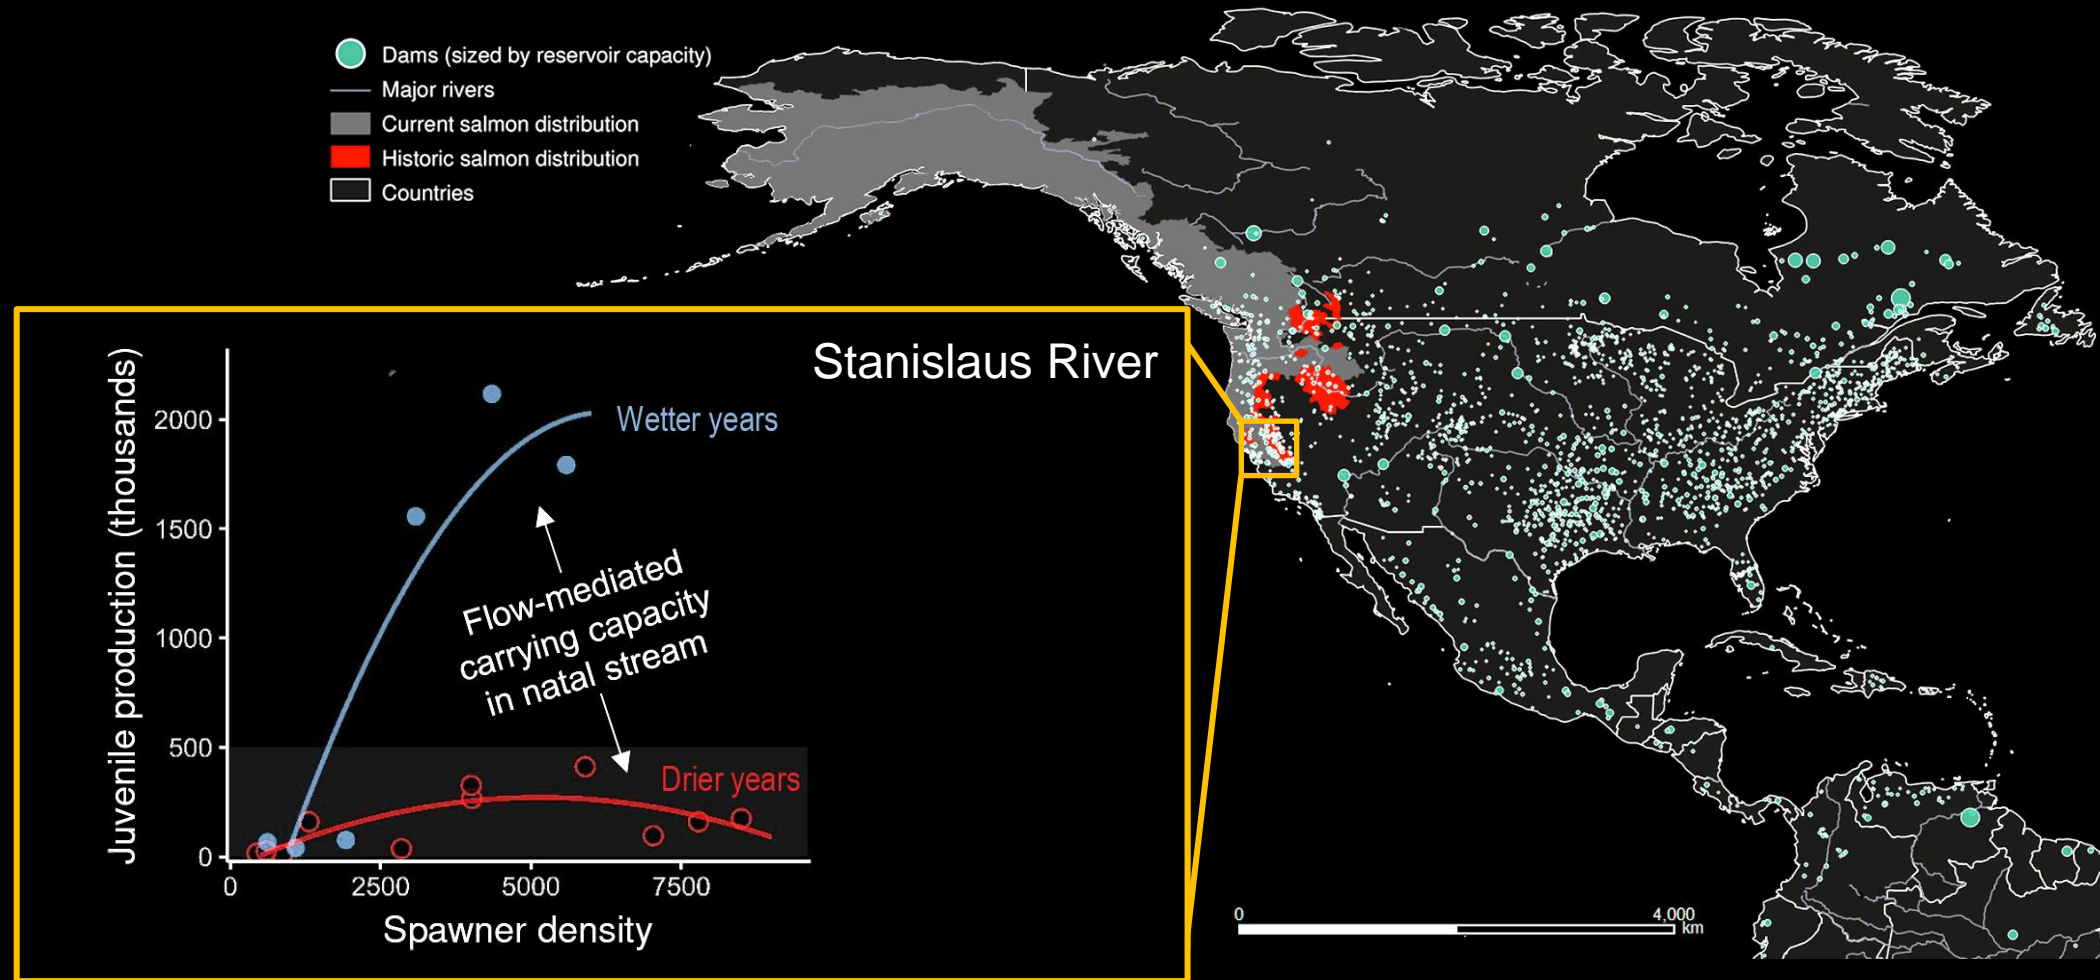 Dams (sized by reservoir capacity)
Major rivers
Current salmon distribution
Historic salmon distribution
Countries
Stanislaus River
Juvenile production (thousands)
2000
1500
1000
500
0
Wetter years
Flow-mediated
carrying capacity
in natal stream
Drier years
0
2500
5000
7500
Spawner density
0
4,000
km